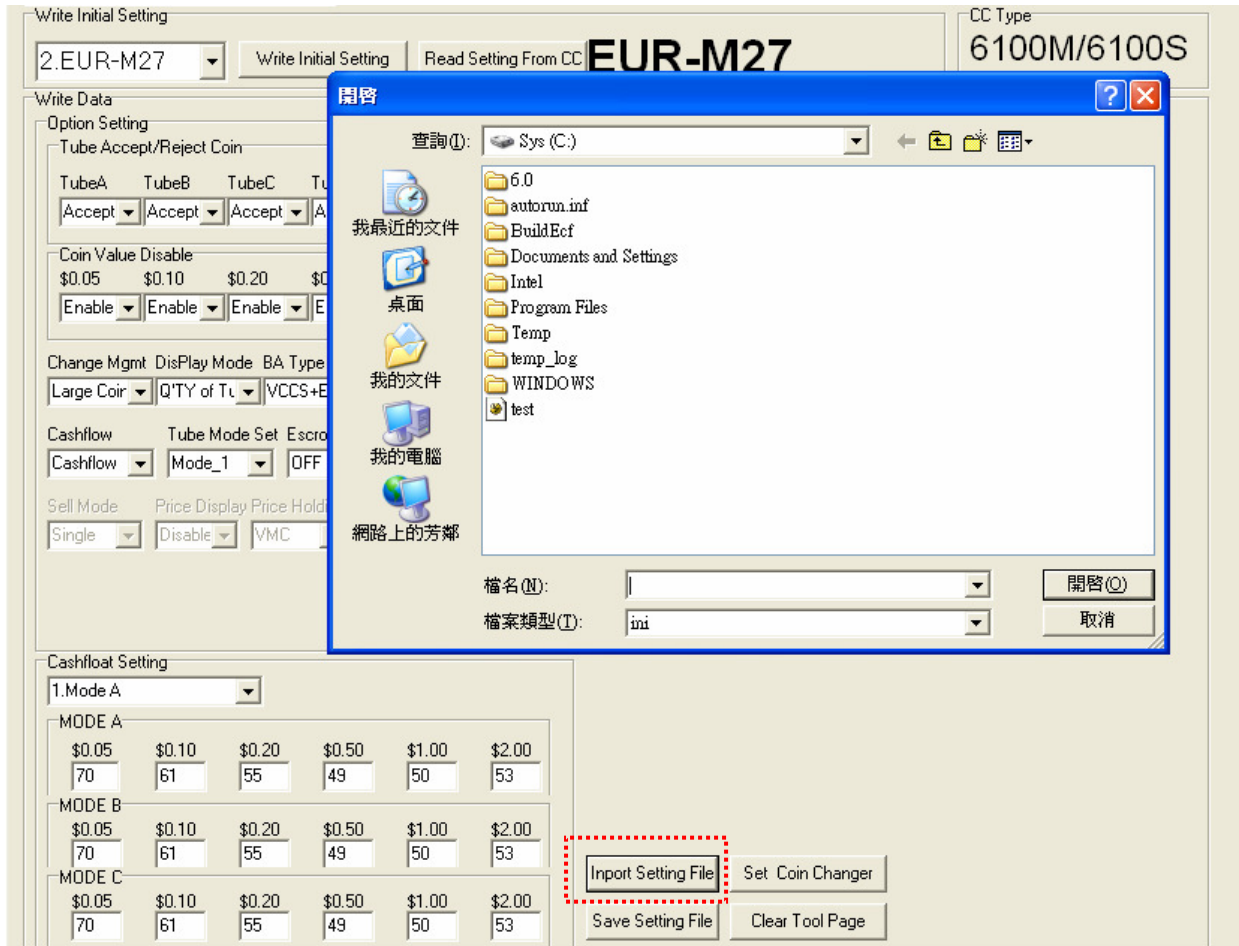 Write Initial Setting
CC Type
2.EUR-M27
Write Initial Setting
Read Setting From CC
EUR-M27
6100M/6100S
Write Data
Option Setting
Tube Accept/Reject Coin
TubeA TubeB TubeC Tu
Accept Accept Accept A
Coin Value Disable
$0.05 $0.10 $0.20 $0
Enable Enable Enable E
Change Mgmt DisPlay Mode BA Type
Large Coir Q'TY of Tu VCCS+E
Cashflow Tube Mode Set Escro
Cashflow Mode_1 OFF
Sell Mode Price Display Price Holdi
Single Disable VMC
開啓
查詢(I): Sys (C:)
我最近的文件
桌面
我的文件
我的電腦
網路上的芳鄰
6.0
autorun.inf
BuildEcf
Documents and Settings
Intel
Program Files
Temp
temp_log
WINDOWS
test
檔名(N): 開啓(O)
檔案類型(T): ini 取消
Cashfloat Setting
1.Mode A
MODE A
$0.05 $0.10 $0.20 $0.50 $1.00 $2.00
70 61 55 49 50 53
MODE B
$0.05 $0.10 $0.20 $0.50 $1.00 $2.00
70 61 55 49 50 53
MODE C
$0.05 $0.10 $0.20 $0.50 $1.00 $2.00
70 61 55 49 50 53
Inport Setting File Set Coin Changer
Save Setting File Clear Tool Page